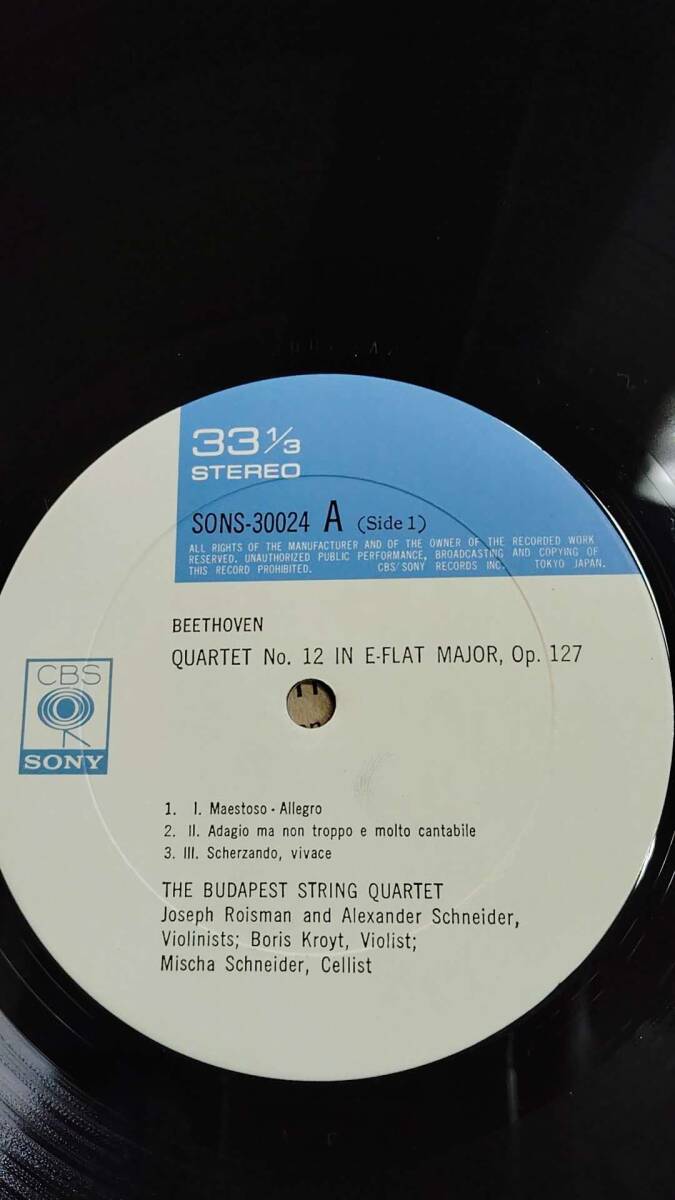 33 1/3
STEREO
SONS-30024 A (Side 1)
ALL RIGHTS OF THE MANUFACTURER AND OF THE OWNER OF THE RECORDED WORK
RESERVED. UNAUTHORIZED PUBLIC PERFORMANCE, BROADCASTING AND COPYING OF
THIS RECORD PROHIBITED. CBS/SONY RECORDS INC. TOKYO JAPAN.
BEETHOVEN
QUARTET No. 12 IN E-FLAT MAJOR, Op. 127
CBS
SONY
1. I. Maestoso - Allegro
2. II. Adagio ma non troppo e molto cantabile
3. III. Scherzando, vivace
THE BUDAPEST STRING QUARTET
Joseph Roisman and Alexander Schneider,
Violinists; Boris Kroyt, Violist;
Mischa Schneider, Cellist